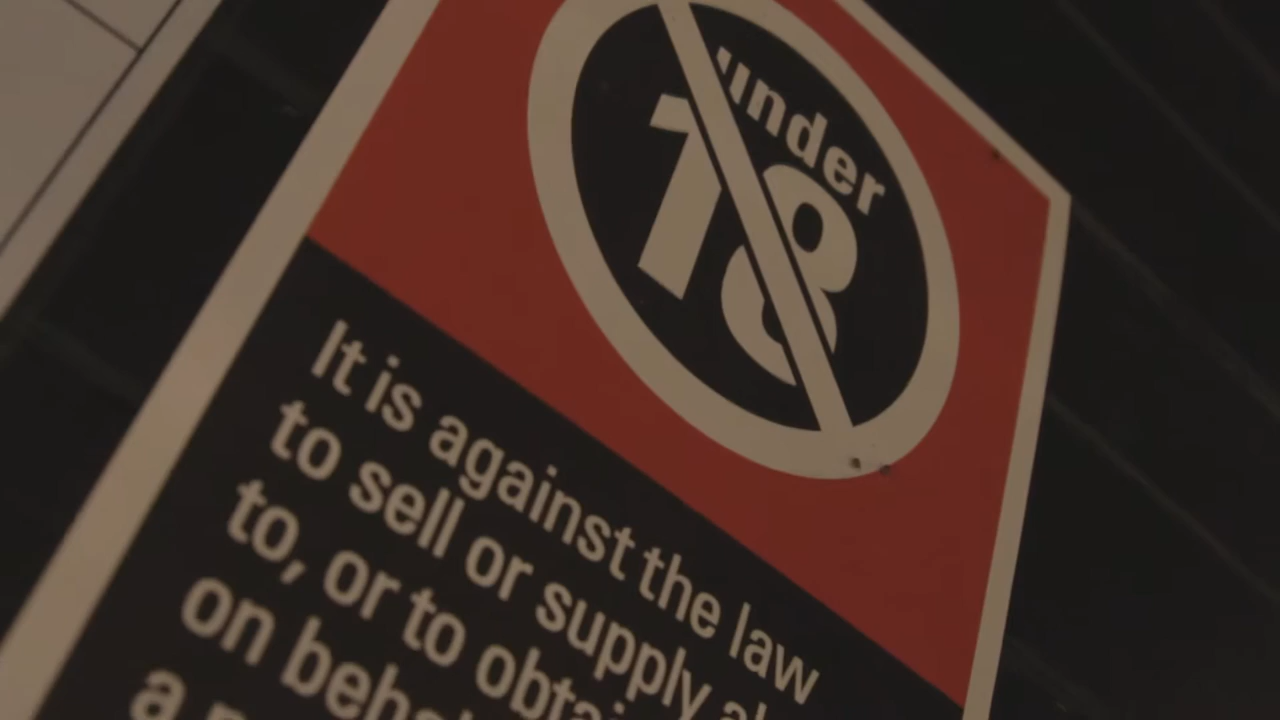 under
18
It is against the law
to sell or supply
to, or to
on
a